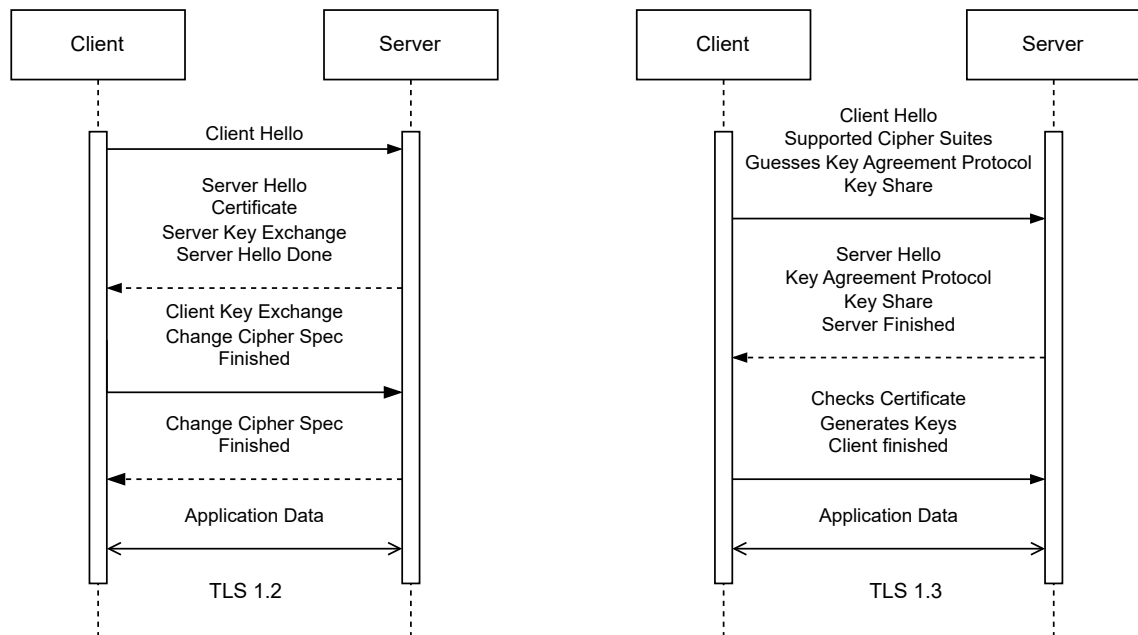 Client
Server
Client Hello
Server Hello
Certificate
Server Key Exchange
Server Hello Done
Client Key Exchange
Change Cipher Spec
Finished
Change Cipher Spec
Finished
Application Data
TLS 1.2
Client
Server
Client Hello
Supported Cipher Suites
Guesses Key Agreement Protocol
Key Share
Server Hello
Key Agreement Protocol
Key Share
Server Finished
Checks Certificate
Generates Keys
Client finished
Application Data
TLS 1.3